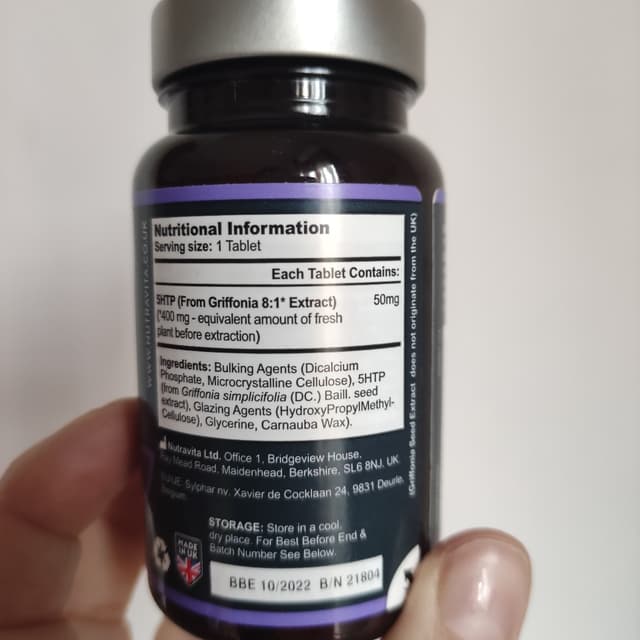 Nutritional Information
Serving size: 1 Tablet
Each Tablet Contains:
5HTP (From Griffonia 8:1* Extract) 50mg
(*400 mg - equivalent amount of fresh
plant before extraction)
Ingredients: Bulking Agents (Dicalcium
Phosphate, Microcrystalline Cellulose), 5HTP
(from Griffonia simplicifolia (DC.) Baill. seed
extract), Glazing Agents (HydroxyPropylMethyl-
Cellulose), Glycerine, Carnauba Wax).
Nutravita Ltd. Office 1, Bridgeview House,
Ray Mead Road, Maidenhead, Berkshire. SL6 8NJ. UK
Sylphar nv. Xavier de Cocklaan 24, 9831 Deurle,
Belgium
STORAGE: Store in a cool,
dry place. For Best Before End &
Batch Number See Below.
MADE
IN UK
BBE 10/2022 B/N 21804
WWW.NUTRAVITA.CO.UK
(Griffonia Seed Extract does not originate from the UK)